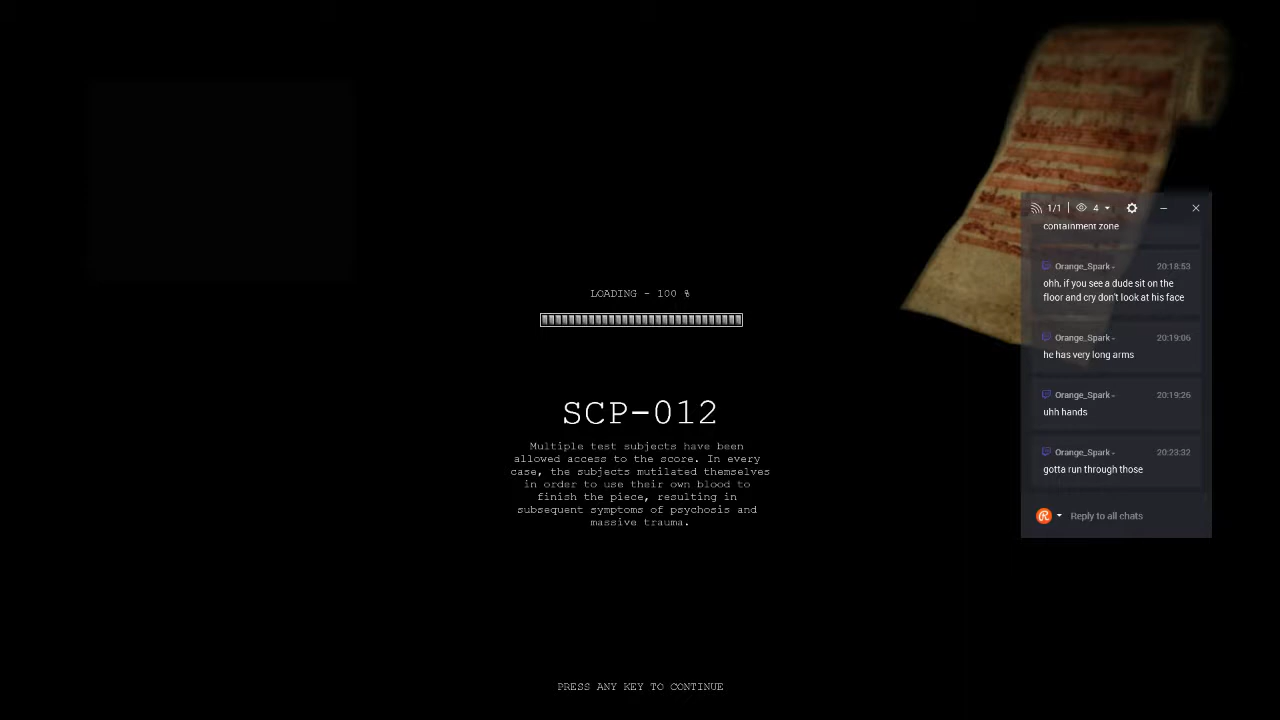 LOADING - 100 %
SCP-012
Multiple test subjects have been
allowed access to the score. In every
case, the subjects mutilated themselves
in order to use their own blood to
finish the piece, resulting in
subsequent symptoms of psychosis and
massive trauma.
PRESS ANY KEY TO CONTINUE
1/1 4
containment zone
Orange_Spark 20:18:53
ohh, if you see a dude sit on the
floor and cry don't look at his face
Orange_Spark 20:19:06
he has very long arms
Orange_Spark 20:19:26
uhh hands
Orange_Spark 20:23:32
gotta run through those
Reply to all chats